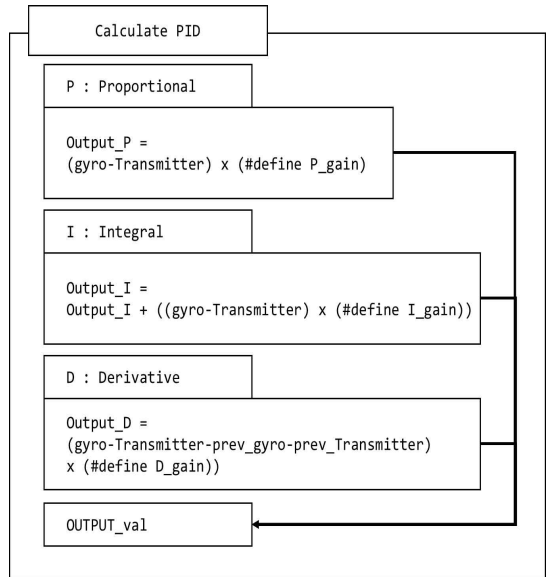 Calculate PID
P : Proportional
Output_P =
(gyro-Transmitter) x (#define P_gain)
I : Integral
Output_I =
Output_I + ((gyro-Transmitter) x (#define I_gain))
D : Derivative
Output_D =
(gyro-Transmitter-prev_gyro-prev_Transmitter)
x (#define D_gain))
OUTPUT_val